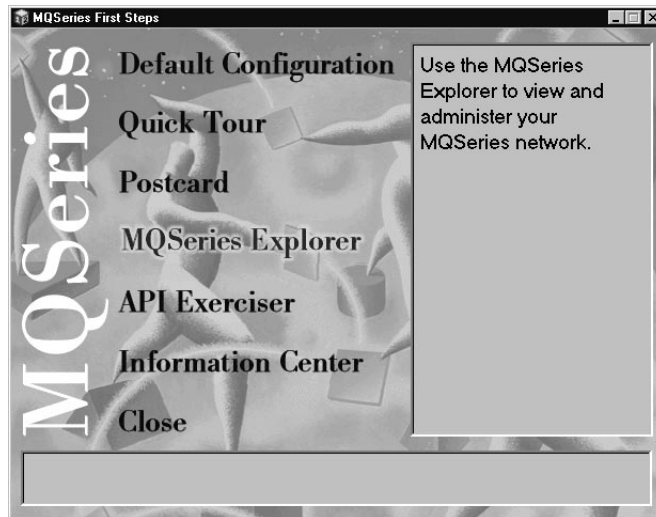 MQSeries First Steps
MQSeries
Default Configuration
Quick Tour
Postcard
MQSeries Explorer
API Exerciser
Information Center
Close
Use the MQSeries
Explorer to view and
administer your
MQSeries network.